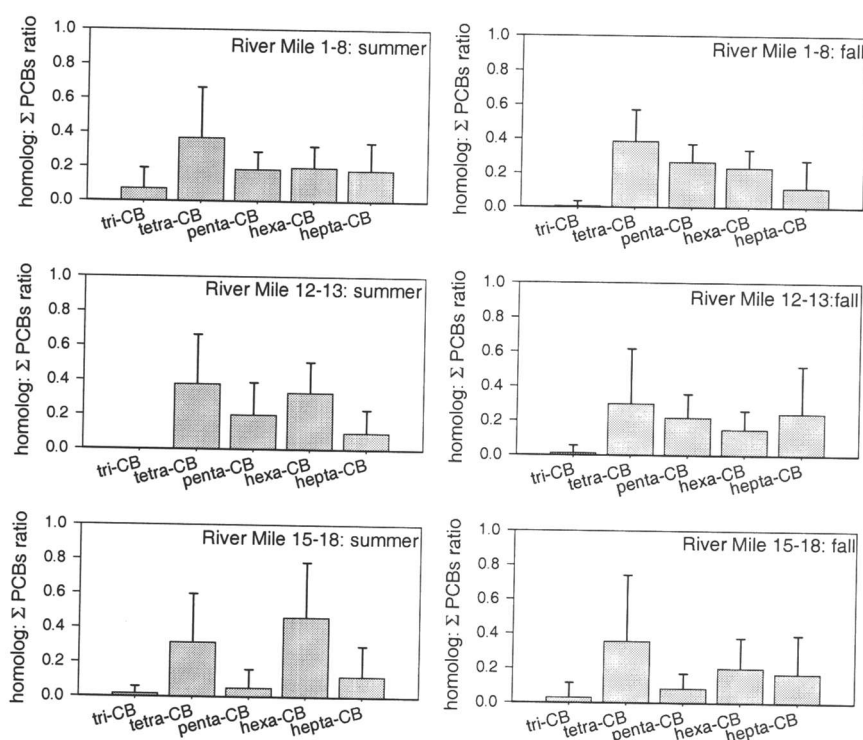 River Mile 1-8: summer
homolog: Σ PCBs ratio
1.0
0.8
0.6
0.4
0.2
0.0
tri-CB
tetra-CB
penta-CB
hexa-CB
hepta-CB
River Mile 1-8: fall
homolog: Σ PCBs ratio
1.0
0.8
0.6
0.4
0.2
0.0
tri-CB
tetra-CB
penta-CB
hexa-CB
hepta-CB
River Mile 12-13: summer
homolog: Σ PCBs ratio
1.0
0.8
0.6
0.4
0.2
0.0
tri-CB
tetra-CB
penta-CB
hexa-CB
hepta-CB
River Mile 12-13:fall
homolog: Σ PCBs ratio
1.0
0.8
0.6
0.4
0.2
0.0
tri-CB
tetra-CB
penta-CB
hexa-CB
hepta-CB
River Mile 15-18: summer
homolog: Σ PCBs ratio
1.0
0.8
0.6
0.4
0.2
0.0
tri-CB
tetra-CB
penta-CB
hexa-CB
hepta-CB
River Mile 15-18: fall
homolog: Σ PCBs ratio
1.0
0.8
0.6
0.4
0.2
0.0
tri-CB
tetra-CB
penta-CB
hexa-CB
hepta-CB